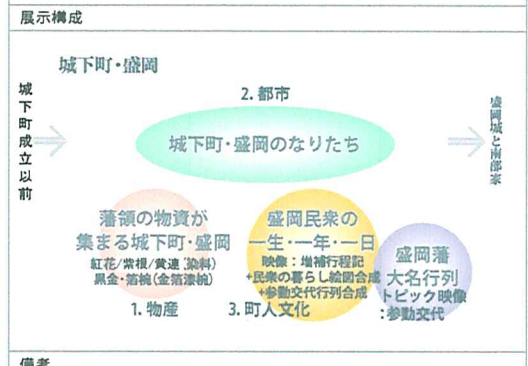 展示構成
城下町・盛岡
城下町成立以前
2. 都市
城下町・盛岡のなりたち
盛岡城と南部家
藩領の物資が
集まる城下町・盛岡
紅花/紫根/黄連(染料)
黒金・箔椀(金箔漆椀)
1. 物産
盛岡民衆の
一生・一年・一日
映像：増補行程記
+民衆の暮らし絵図合成
+参勤交代行列合成
3. 町人文化
盛岡藩
大名行列
トピック映像
：参勤交代
備考